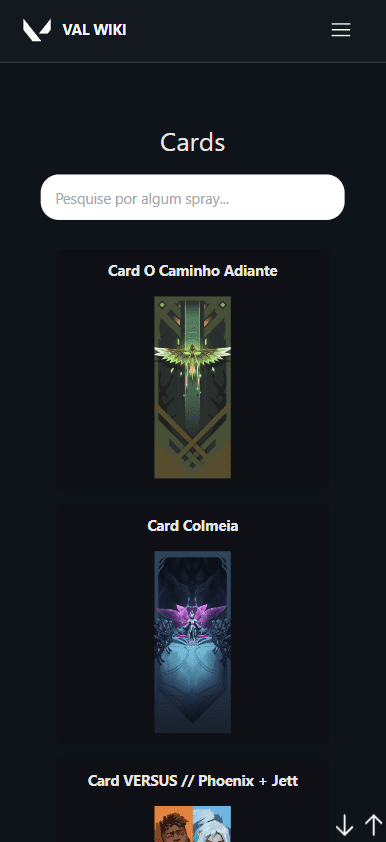 VAL WIKI
Cards
Pesquise por algum spray...
Card O Caminho Adiante
Card Colmeia
Card VERSUS // Phoenix + Jett